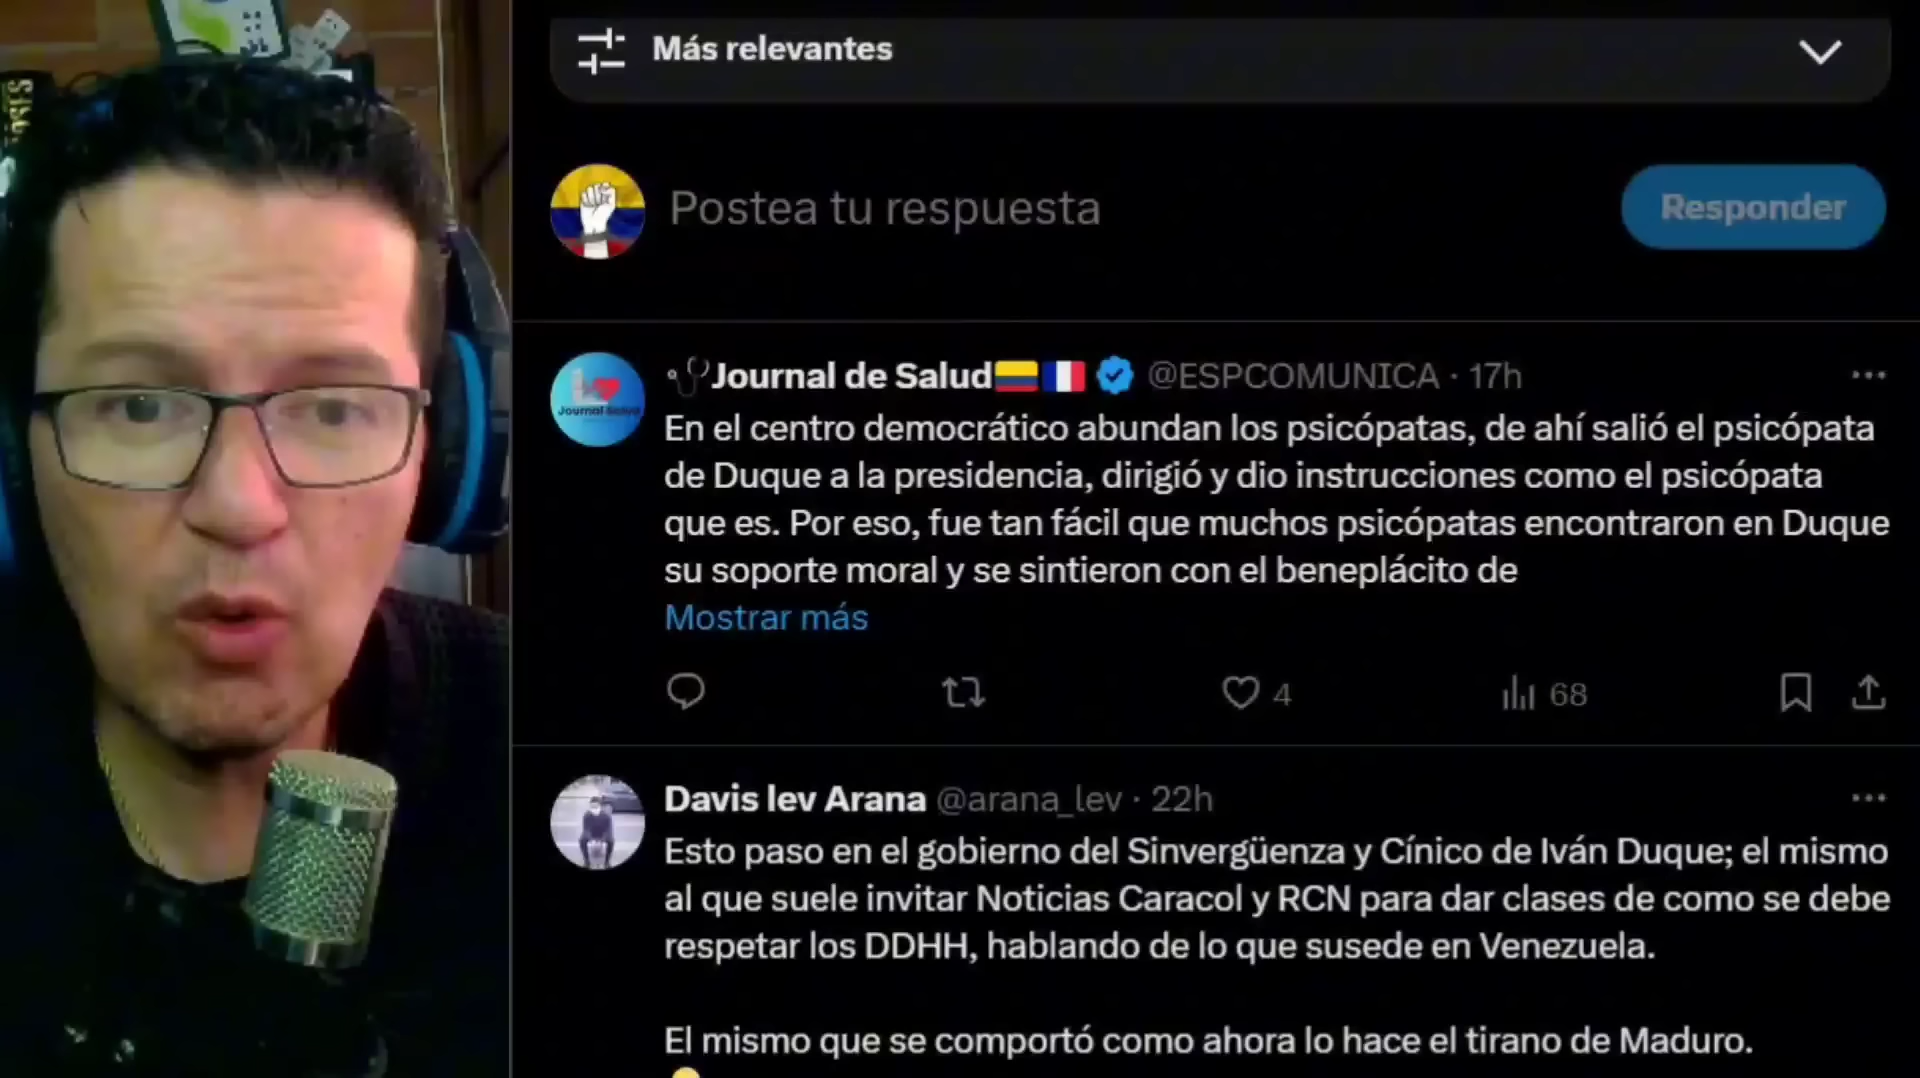 Más relevantes
Postea tu respuesta
Responder
Journal de Salud @ESPCOMUNICA · 17h
Journal Salud
En el centro democrático abundan los psicópatas, de ahí salió el psicópata
de Duque a la presidencia, dirigió y dio instrucciones como el psicópata
que es. Por eso, fue tan fácil que muchos psicópatas encontraron en Duque
su soporte moral y se sintieron con el beneplácito de
Mostrar más
4
68
Davis lev Arana @arana_lev · 22h
Esto paso en el gobierno del Sinvergüenza y Cínico de Iván Duque; el mismo
al que suele invitar Noticias Caracol y RCN para dar clases de como se debe
respetar los DDHH, hablando de lo que susede en Venezuela.
El mismo que se comportó como ahora lo hace el tirano de Maduro.